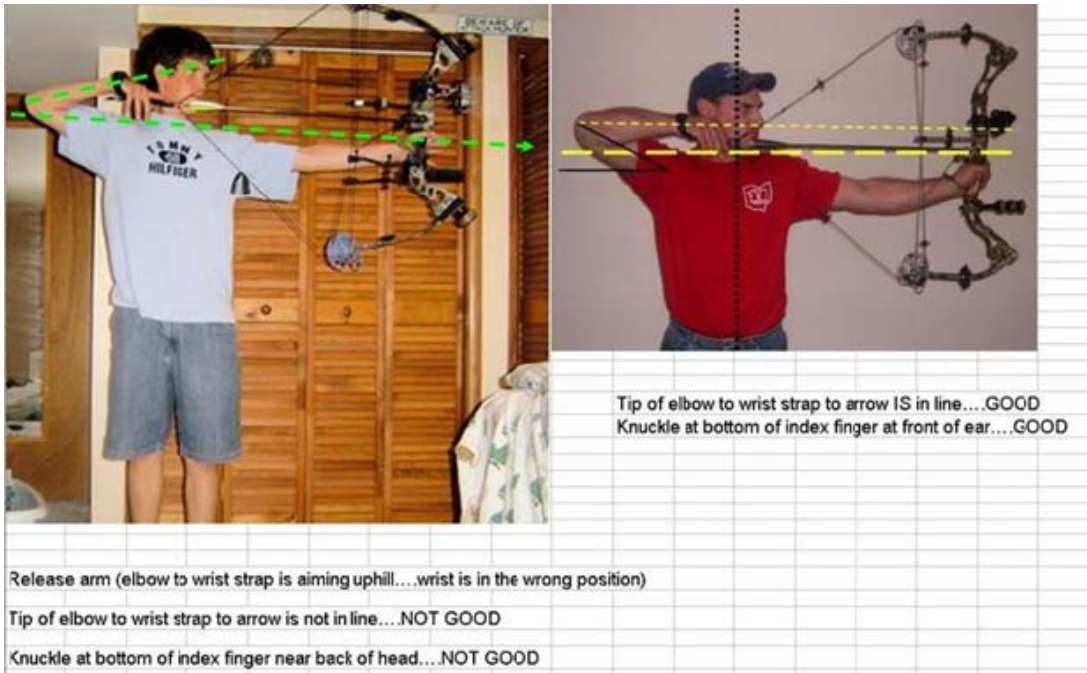 BEWARE OF
ATTACK HUNTER
TOMMY
HILFIGER
Tip of elbow to wrist strap to arrow IS in line....GOOD
Knuckle at bottom of index finger at front of ear....GOOD
Release arm (elbow to wrist strap is aiming uphill....wrist is in the wrong position)
Tip of elbow to wrist strap to arrow is not in line....NOT GOOD
Knuckle at bottom of index finger near back of head....NOT GOOD